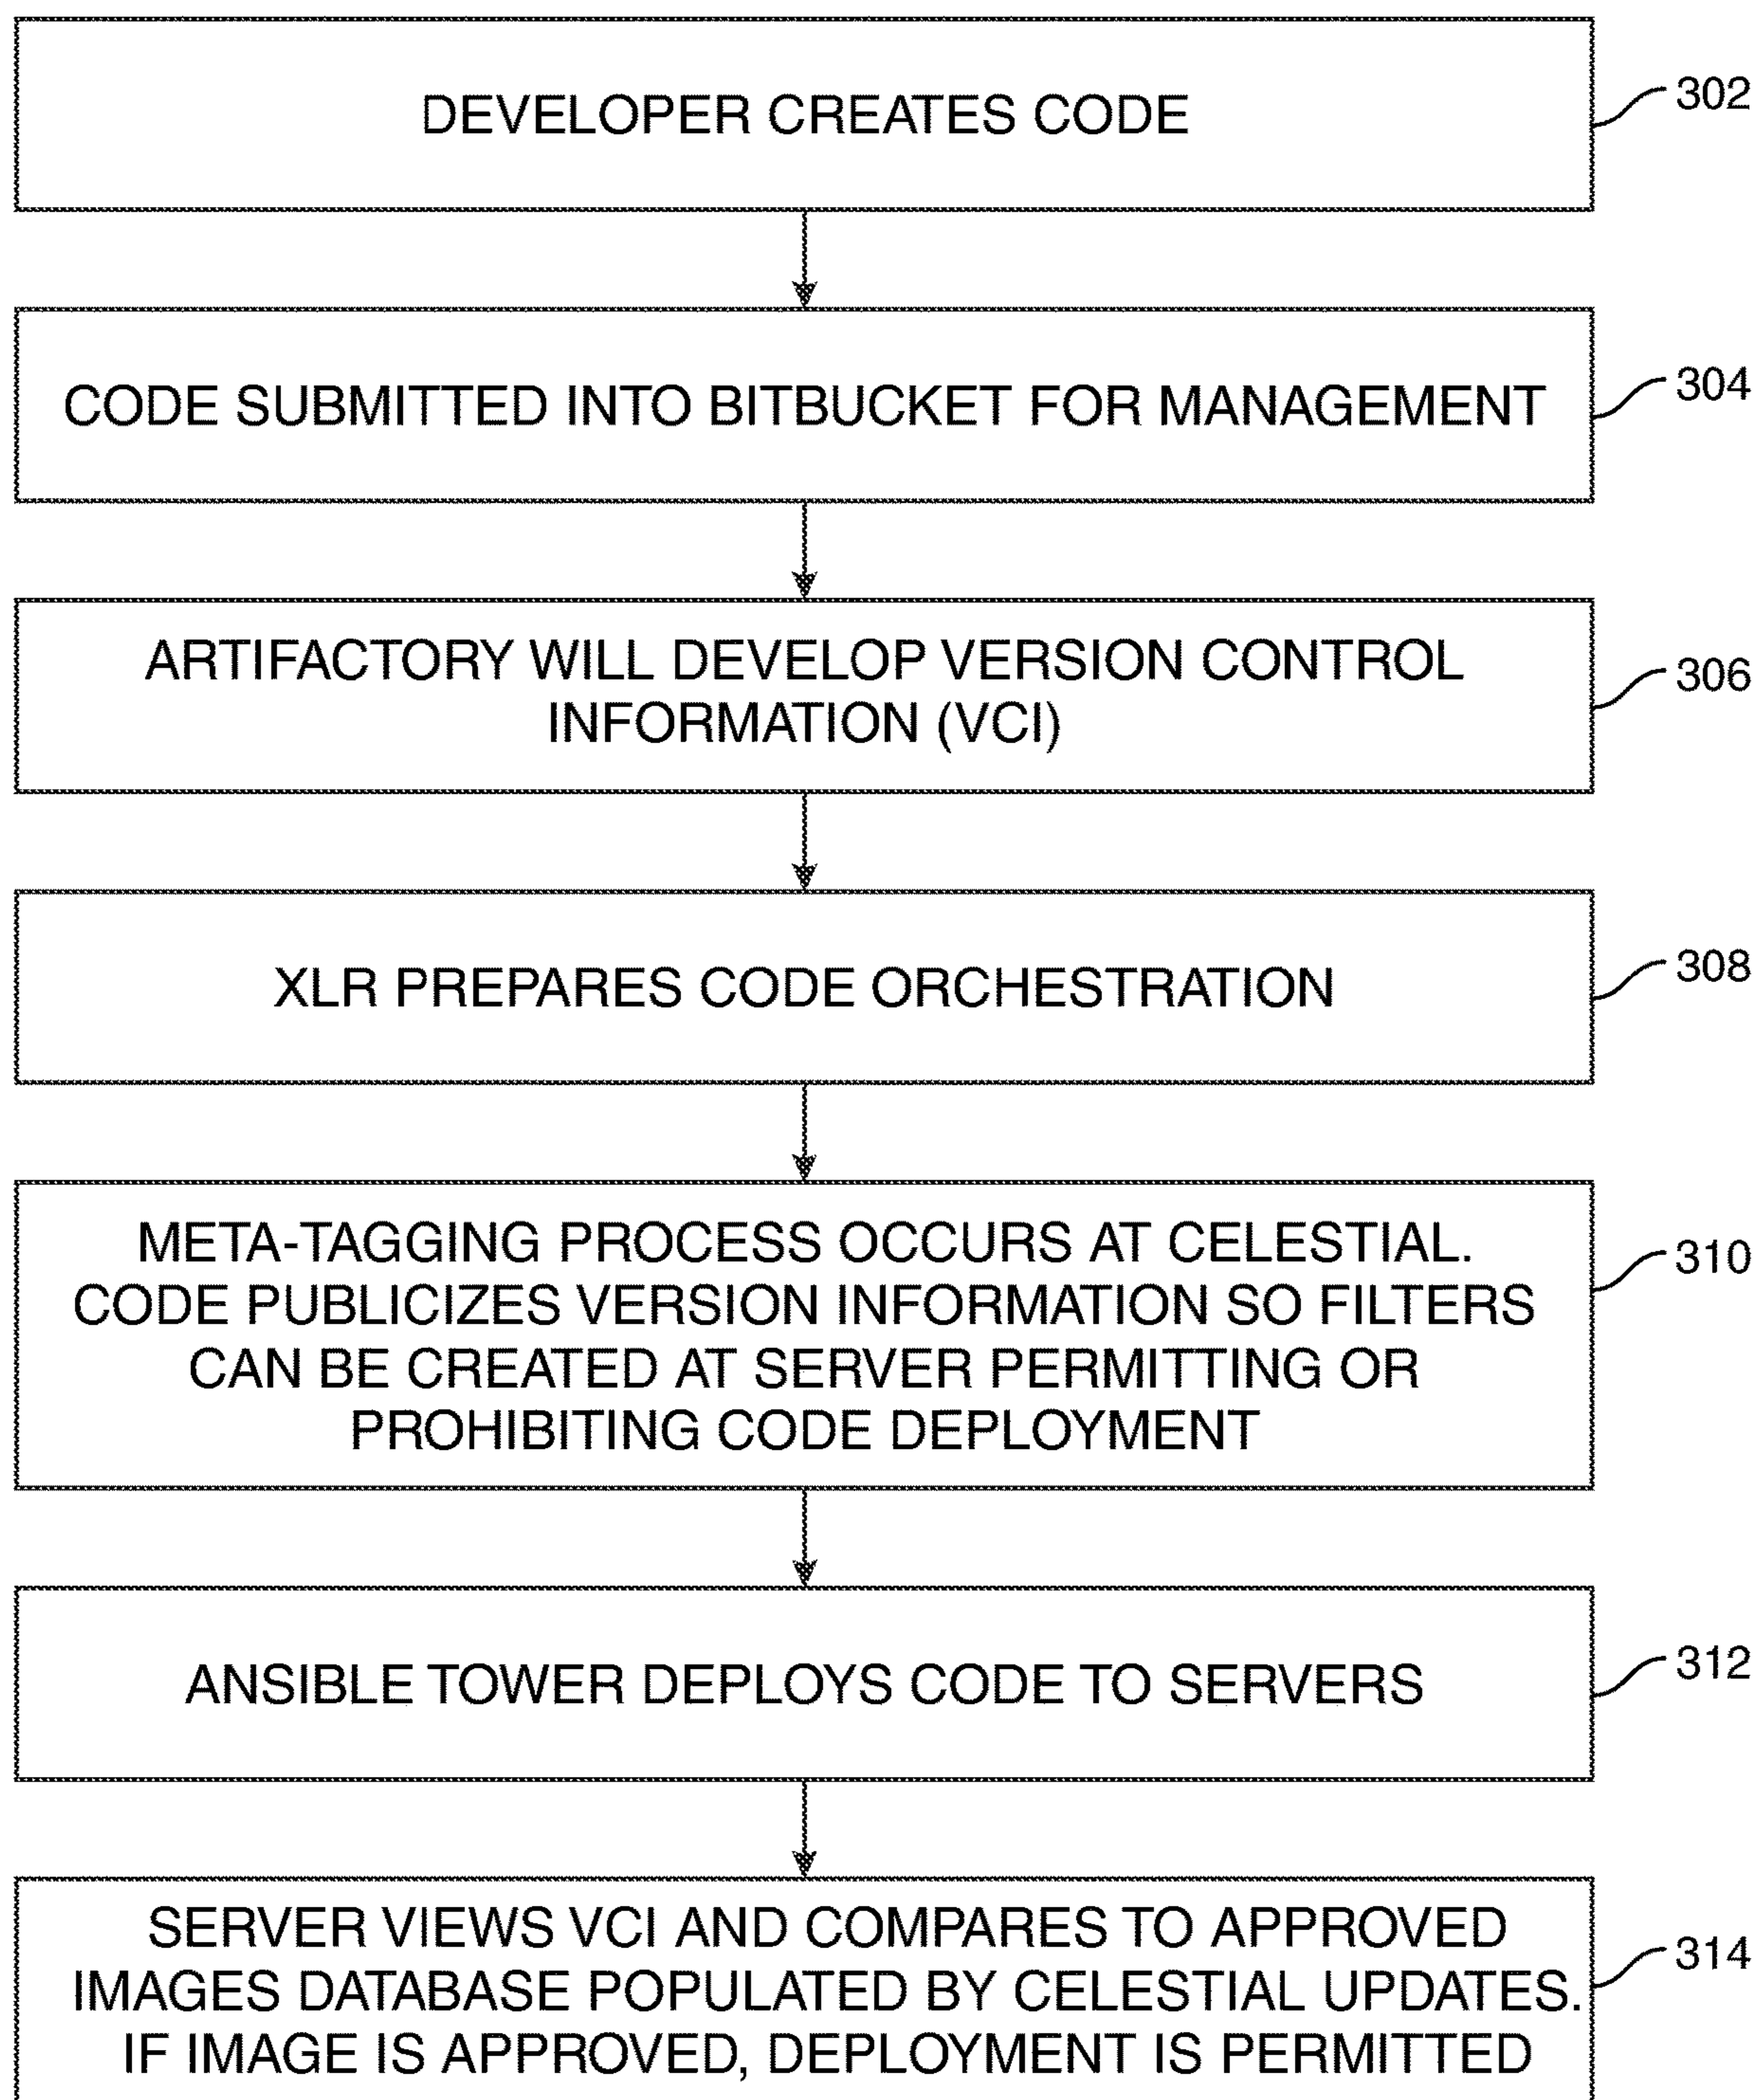 DEVELOPER CREATES CODE
302
CODE SUBMITTED INTO BITBUCKET FOR MANAGEMENT
304
ARTIFACTORY WILL DEVELOP VERSION CONTROL
INFORMATION (VCI)
306
XLR PREPARES CODE ORCHESTRATION
308
META-TAGGING PROCESS OCCURS AT CELESTIAL.
CODE PUBLICIZES VERSION INFORMATION SO FILTERS
CAN BE CREATED AT SERVER PERMITTING OR
PROHIBITING CODE DEPLOYMENT
310
ANSIBLE TOWER DEPLOYS CODE TO SERVERS
312
SERVER VIEWS VCI AND COMPARES TO APPROVED
IMAGES DATABASE POPULATED BY CELESTIAL UPDATES.
IF IMAGE IS APPROVED, DEPLOYMENT IS PERMITTED
314